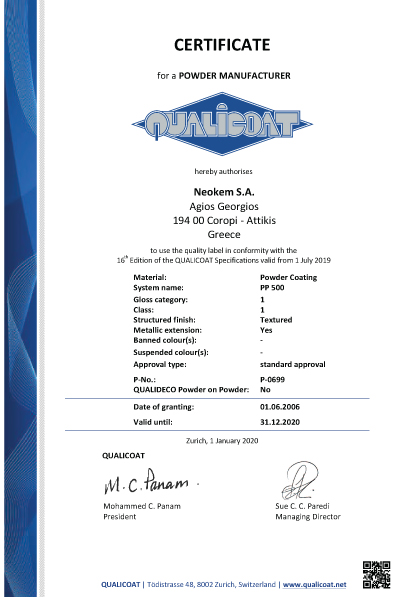 CERTIFICATE
for a POWDER MANUFACTURER
QUALICOAT
hereby authorises
Neokem S.A.
Agios Georgios
194 00 Coropi - Attikis
Greece
to use the quality label in conformity with the
16th Edition of the QUALICOAT Specifications valid from 1 July 2019
Material: Powder Coating
System name: PP 500
Gloss category: 1
Class: 1
Structured finish: Textured
Metallic extension: Yes
Banned colour(s): -
Suspended colour(s): -
Approval type: standard approval
P-No.: P-0699
QUALIDECO Powder on Powder: No
Date of granting: 01.06.2006
Valid until: 31.12.2020
Zurich, 1 January 2020
QUALICOAT
M.C. Panam
Mohammed C. Panam Sue C. C. Paredi
President Managing Director
QUALICOAT | Tödistrasse 48, 8002 Zurich, Switzerland | www.qualicoat.net